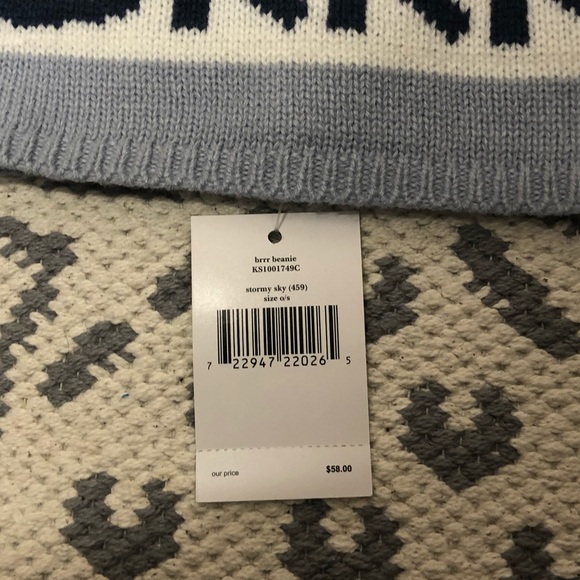 brrr beanie
KS1001749C
stormy sky (459)
size o/s
7 22947 22026 5
our price $58.00